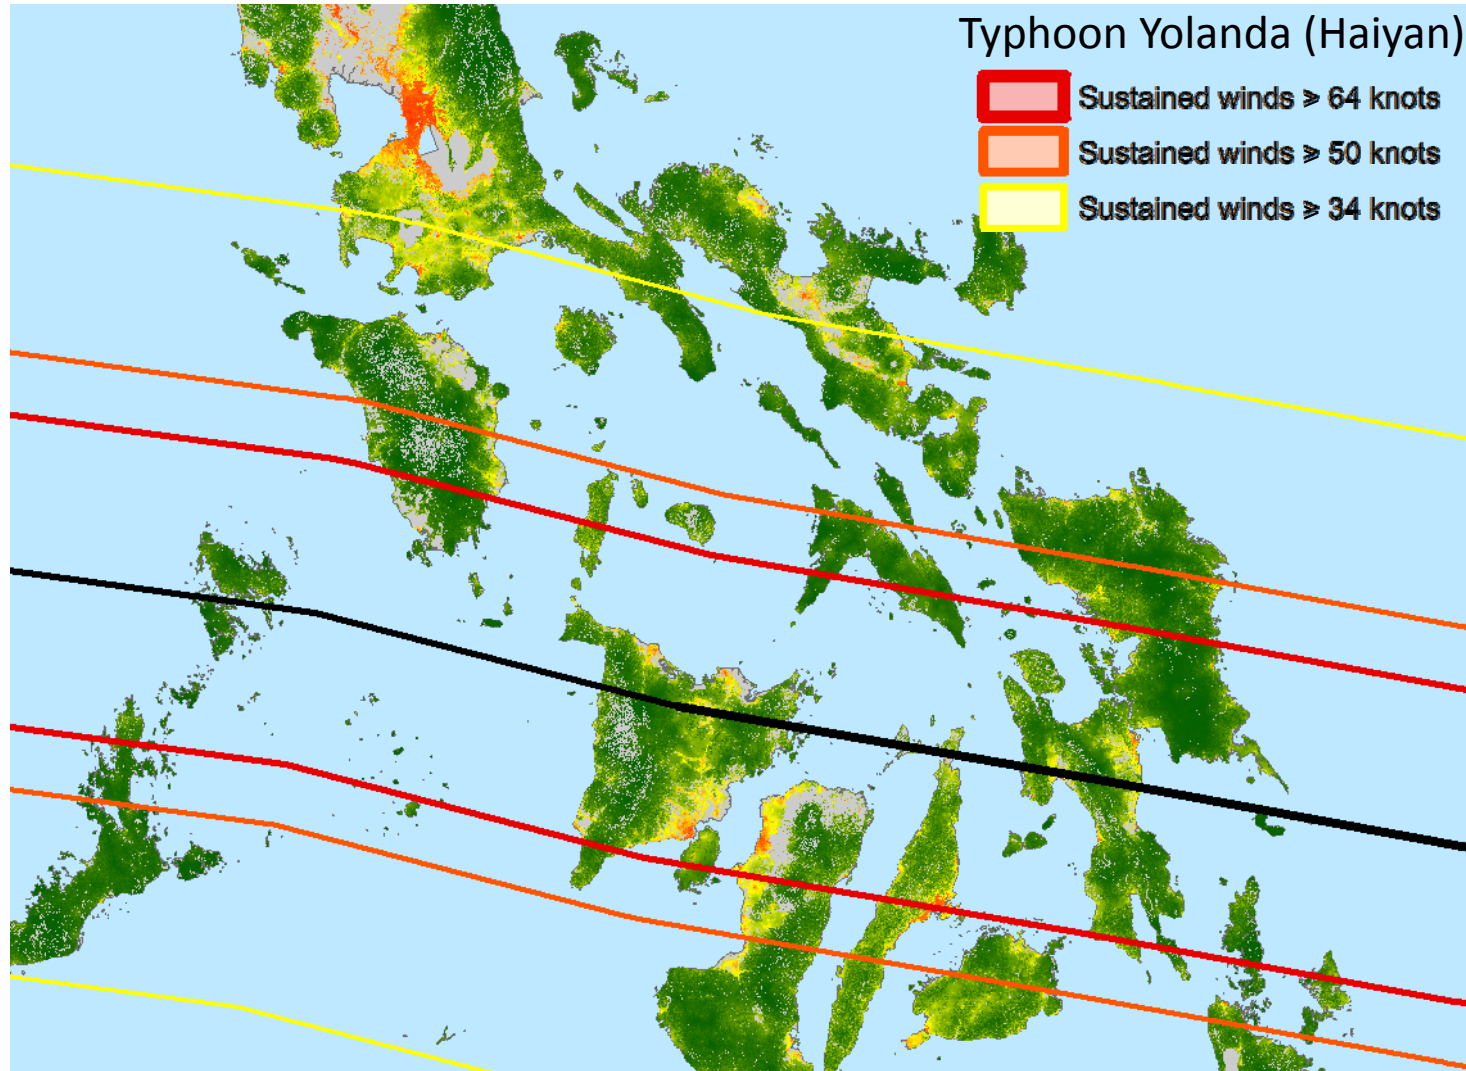 Typhoon Yolanda (Haiyan)
Sustained winds ≥ 64 knots
Sustained winds ≥ 50 knots
Sustained winds ≥ 34 knots